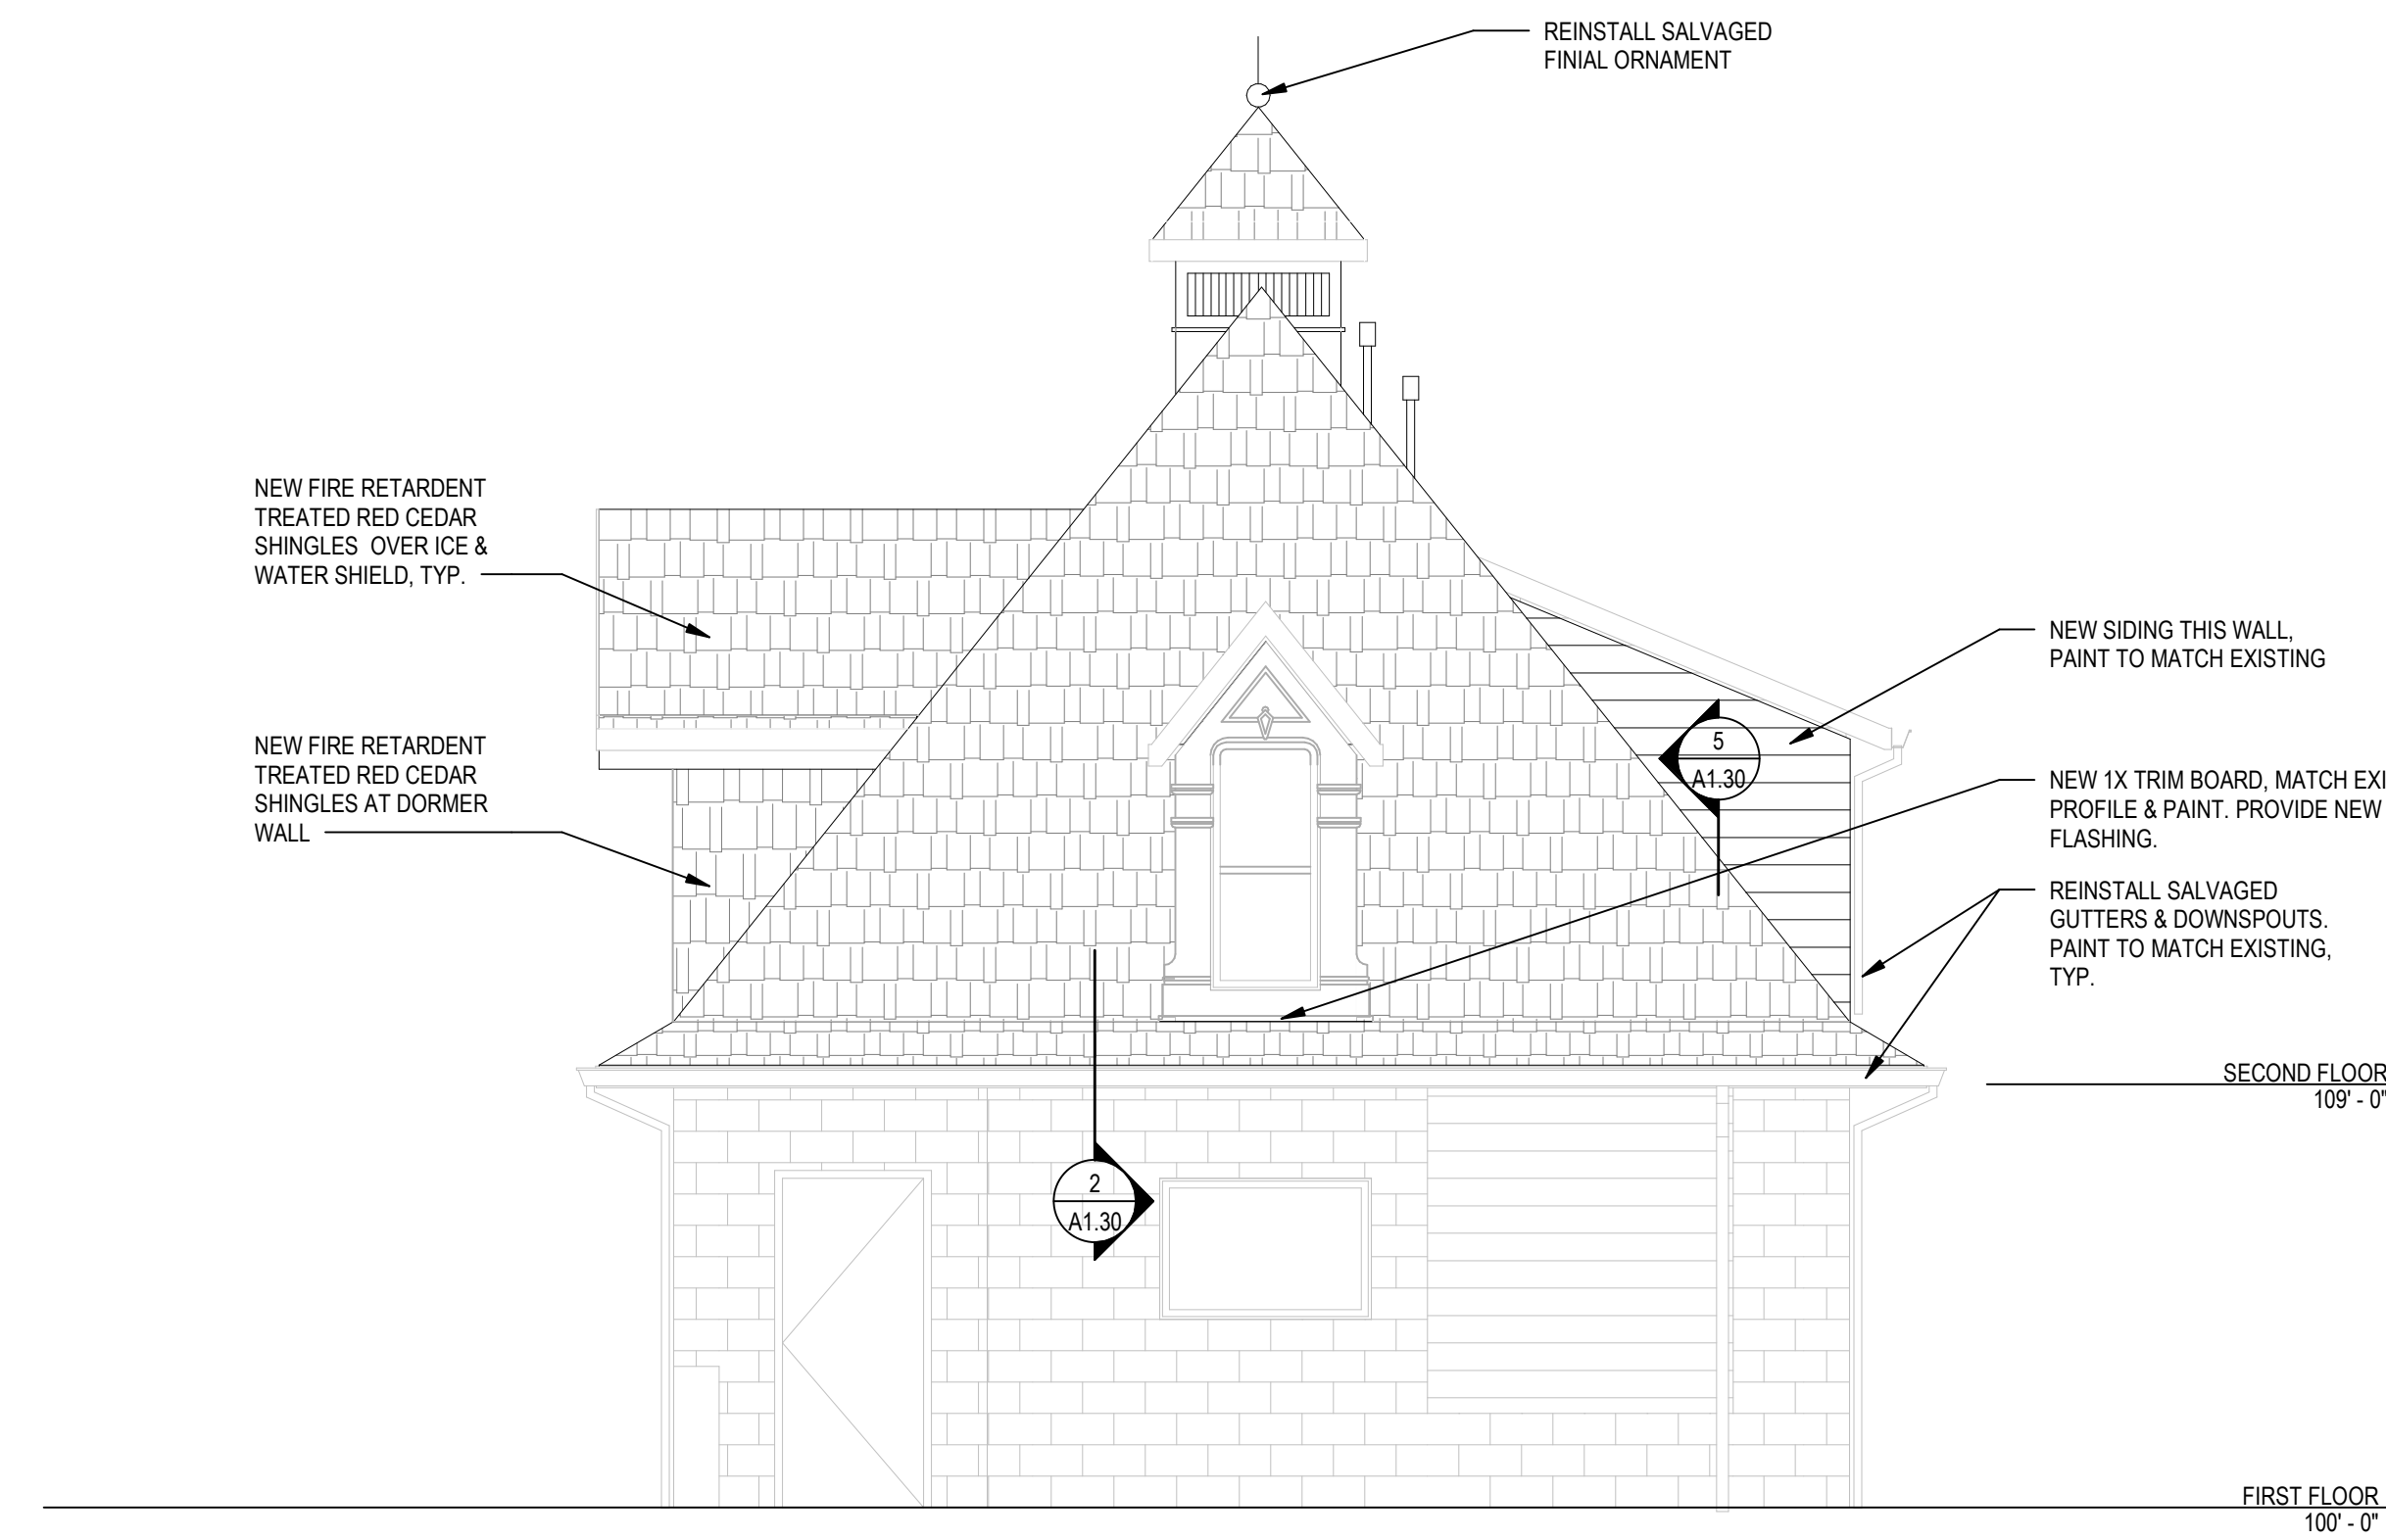 REINSTALL SALVAGED
FINIAL ORNAMENT
NEW FIRE RETARDENT
TREATED RED CEDAR
SHINGLES OVER ICE &
WATER SHIELD, TYP.
NEW SIDING THIS WALL,
PAINT TO MATCH EXISTING
NEW FIRE RETARDENT
TREATED RED CEDAR
SHINGLES AT DORMER
WALL
5
A1.30
NEW 1X TRIM BOARD, MATCH EXI
PROFILE & PAINT. PROVIDE NEW
FLASHING.
REINSTALL SALVAGED
GUTTERS & DOWNSPOUTS.
PAINT TO MATCH EXISTING,
TYP.
SECOND FLOOR
109' - 0"
2
A1.30
FIRST FLOOR
100' - 0"